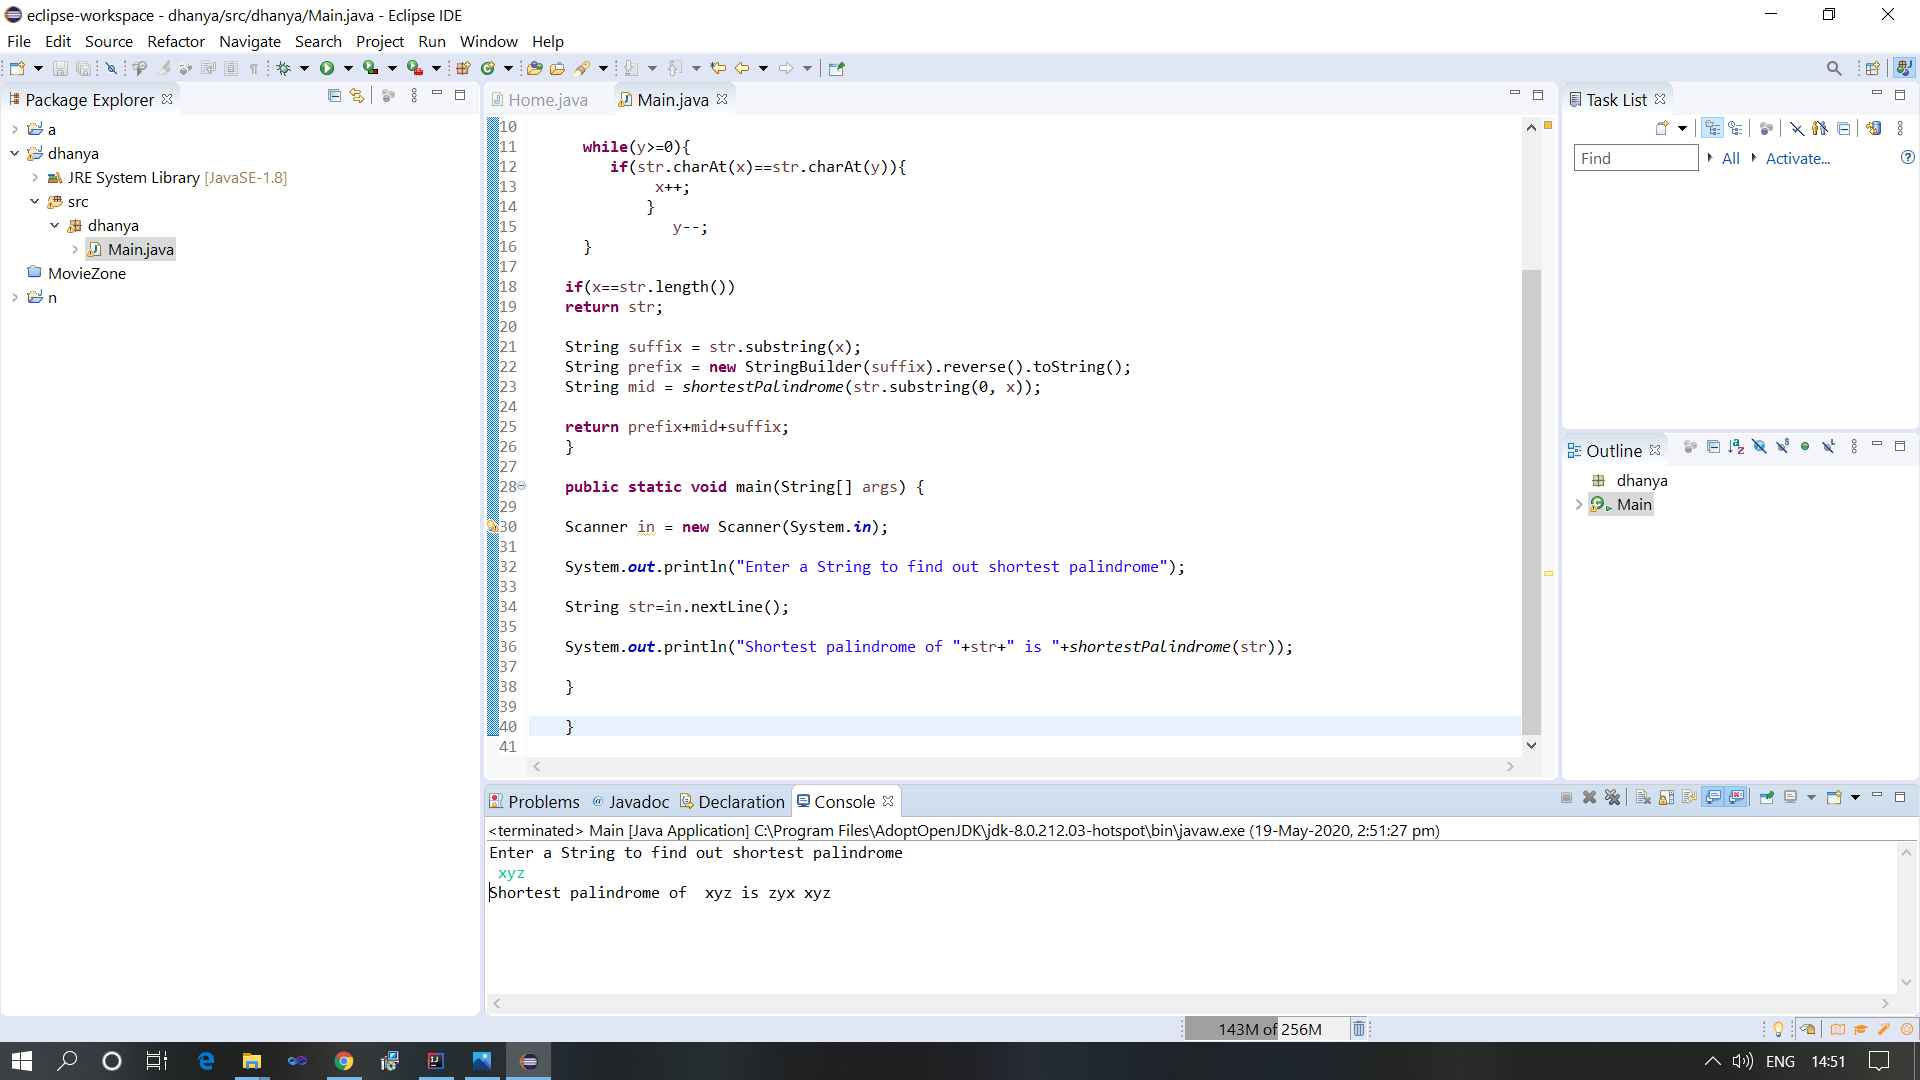 eclipse-workspace - dhanya/src/dhanya/Main.java - Eclipse IDE
File Edit Source Refactor Navigate Search Project Run Window Help
Package Explorer
a
dhanya
JRE System Library [JavaSE-1.8]
src
dhanya
Main.java
MovieZone
n
Home.java Main.java
10
11 while(y>=0){
12 if(str.charAt(x)==str.charAt(y)){
13 x++;
14 }
15 y--;
16 }
17
18 if(x==str.length())
19 return str;
20
21 String suffix = str.substring(x);
22 String prefix = new StringBuilder(suffix).reverse().toString();
23 String mid = shortestPalindrome(str.substring(0, x));
24
25 return prefix+mid+suffix;
26 }
27
28 public static void main(String[] args) {
29
30 Scanner in = new Scanner(System.in);
31
32 System.out.println("Enter a String to find out shortest palindrome");
33
34 String str=in.nextLine();
35
36 System.out.println("Shortest palindrome of "+str+" is "+shortestPalindrome(str));
37
38 }
39
40 }
41
Task List
Find All Activate...
Outline
dhanya
Main
Problems @ Javadoc Declaration Console
<terminated> Main [Java Application] C:\Program Files\AdoptOpenJDK\jdk-8.0.212.03-hotspot\bin\javaw.exe (19-May-2020, 2:51:27 pm)
Enter a String to find out shortest palindrome
xyz
Shortest palindrome of  xyz is zyx xyz
143M of 256M
ENG 14:51